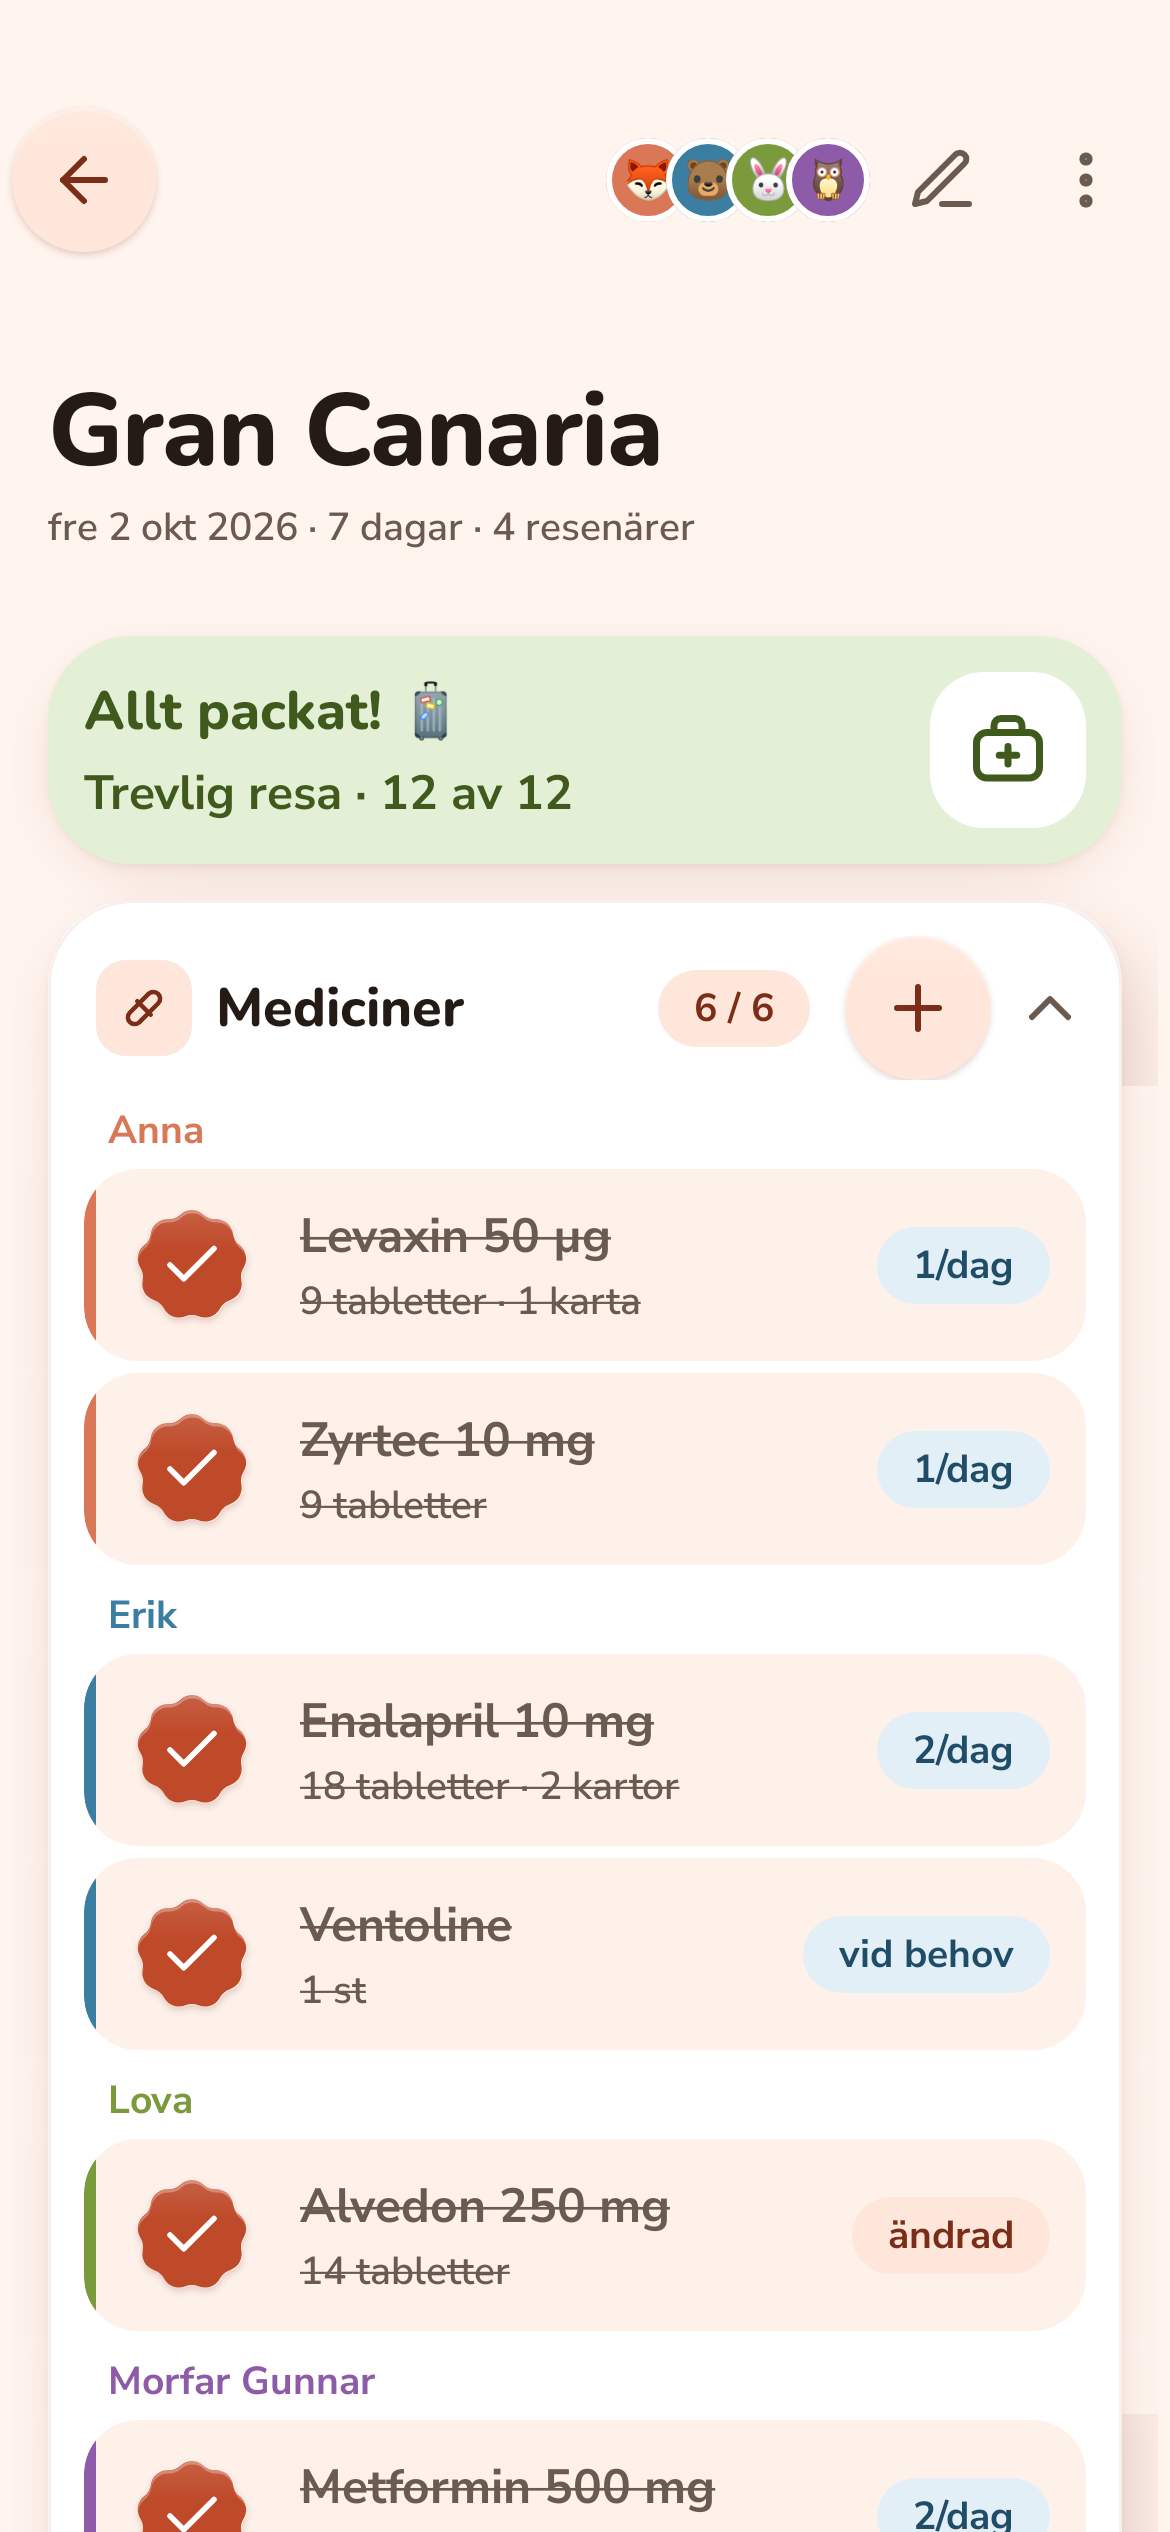 Gran Canaria
fre 2 okt 2026 · 7 dagar · 4 resenärer
Allt packat! 🧳
Trevlig resa · 12 av 12
Mediciner
6 / 6
Anna
Levaxin 50 µg
9 tabletter · 1 karta
1/dag
Zyrtec 10 mg
9 tabletter
1/dag
Erik
Enalapril 10 mg
18 tabletter · 2 kartor
2/dag
Ventoline
1 st
vid behov
Lova
Alvedon 250 mg
14 tabletter
ändrad
Morfar Gunnar
Metformin 500 mg
2/dag